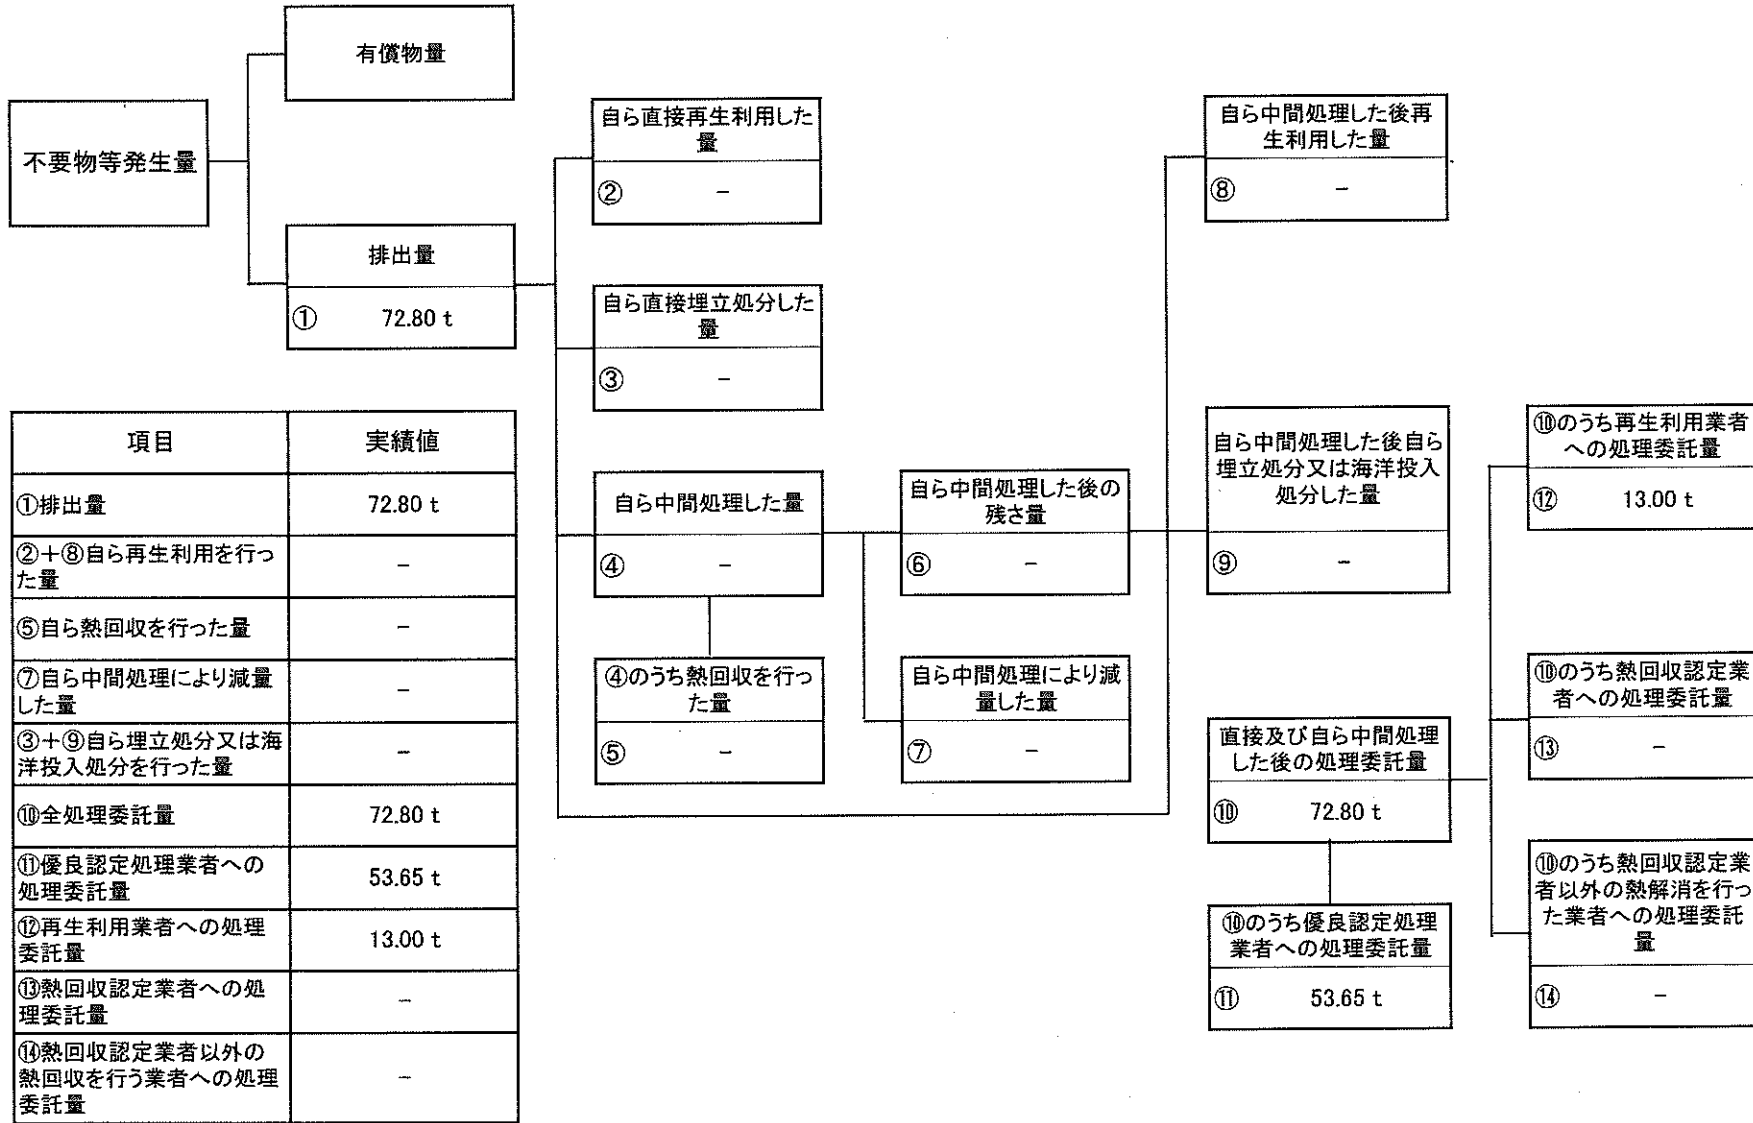 有償物量
不要物等発生量
排出量
① 72.80 t
自ら直接再生利用した
量
② －
自ら直接埋立処分した
量
③ －
自ら中間処理した量
④ －
④のうち熱回収を行っ
た量
⑤ －
自ら中間処理した後の
残さ量
⑥ －
自ら中間処理により減
量した量
⑦ －
自ら中間処理した後再
生利用した量
⑧ －
自ら中間処理した後自ら
埋立処分又は海洋投入
処分した量
⑨ －
直接及び自ら中間処理
した後の処理委託量
⑩ 72.80 t
⑩のうち優良認定処理
業者への処理委託量
⑪ 53.65 t
⑩のうち再生利用業者
への処理委託量
⑫ 13.00 t
⑩のうち熱回収認定業
者への処理委託量
⑬ －
⑩のうち熱回収認定業
者以外の熱解消を行っ
た業者への処理委託
量
⑭ －
項目 実績値
①排出量 72.80 t
②＋⑧自ら再生利用を行っ
た量 －
⑤自ら熱回収を行った量 －
⑦自ら中間処理により減量
した量 －
③＋⑨自ら埋立処分又は海
洋投入処分を行った量 －
⑩全処理委託量 72.80 t
⑪優良認定処理業者への
処理委託量 53.65 t
⑫再生利用業者への処理
委託量 13.00 t
⑬熱回収認定業者への処
理委託量 －
⑭熱回収認定業者以外の
熱回収を行う業者への処理
委託量 －